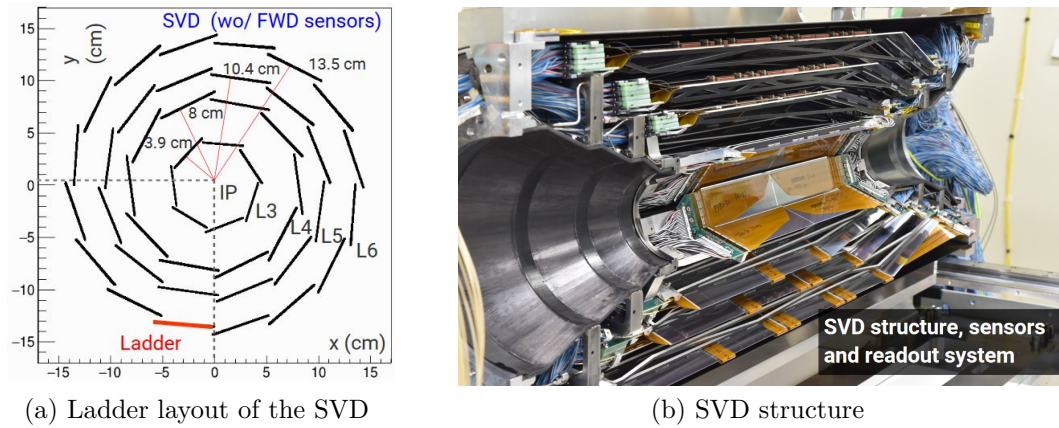 SVD (wo/ FWD sensors)
y (cm)
15
10
5
0
−5
−10
−15
10.4 cm
13.5 cm
8 cm
3.9 cm
IP
L3
L4
L5
L6
Ladder
x (cm)
−15 −10 −5 0 5 10 15
SVD structure, sensors
and readout system
(a) Ladder layout of the SVD
(b) SVD structure